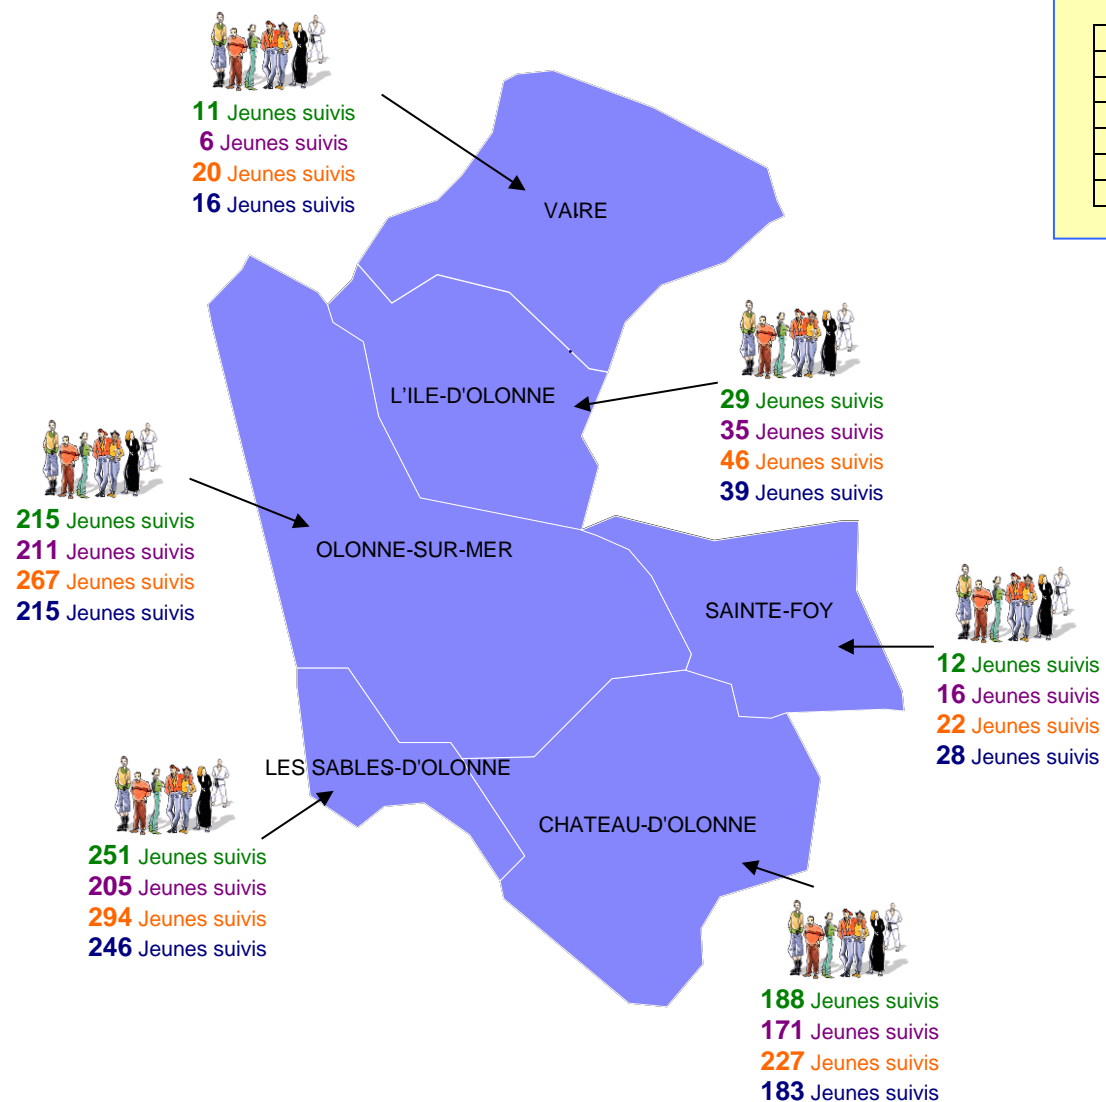 11 Jeunes suivis
6 Jeunes suivis
20 Jeunes suivis
16 Jeunes suivis
VAIRE
L'ILE-D'OLONNE
29 Jeunes suivis
35 Jeunes suivis
46 Jeunes suivis
39 Jeunes suivis
215 Jeunes suivis
211 Jeunes suivis
267 Jeunes suivis
215 Jeunes suivis
OLONNE-SUR-MER
SAINTE-FOY
12 Jeunes suivis
16 Jeunes suivis
22 Jeunes suivis
28 Jeunes suivis
LES SABLES-D'OLONNE
251 Jeunes suivis
205 Jeunes suivis
294 Jeunes suivis
246 Jeunes suivis
CHATEAU-D'OLONNE
188 Jeunes suivis
171 Jeunes suivis
227 Jeunes suivis
183 Jeunes suivis